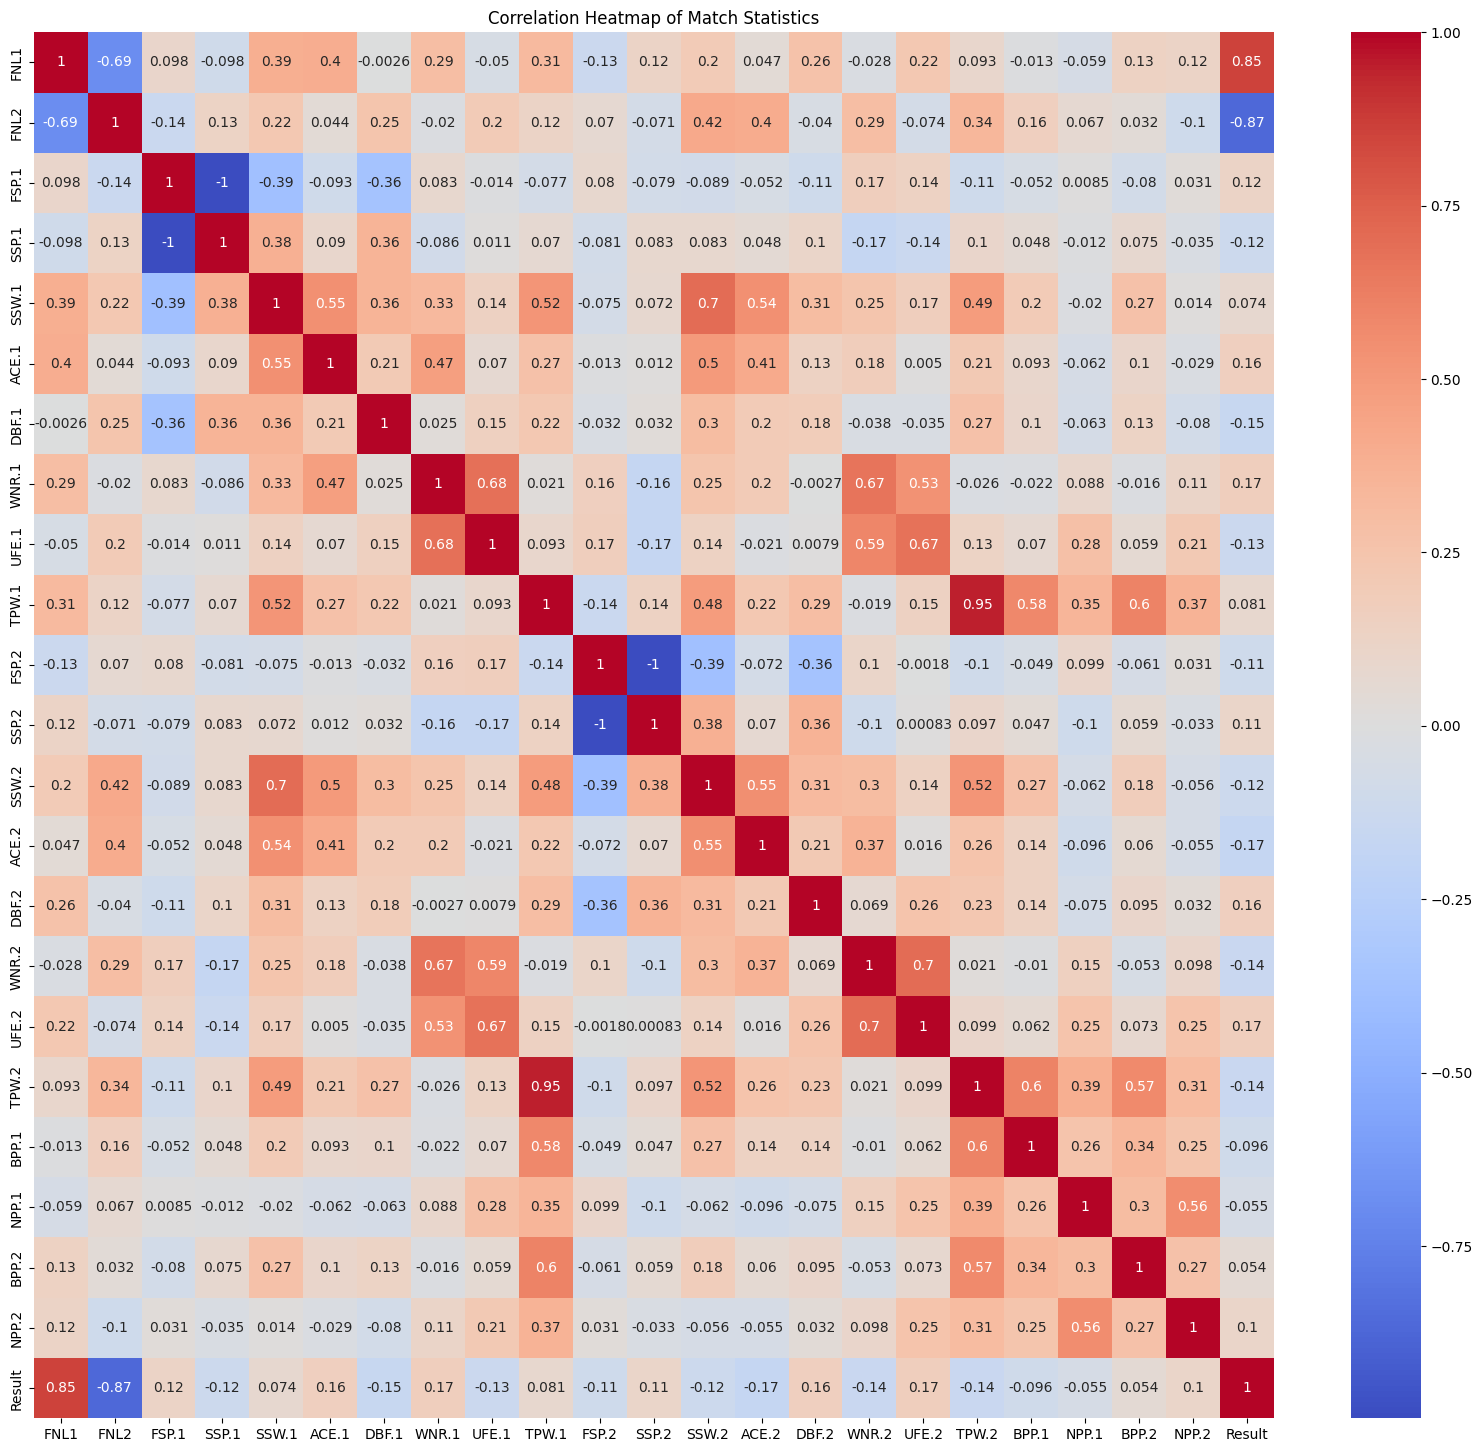 Correlation Heatmap of Match Statistics
FNL1 1 -0.69 0.098 -0.098 0.39 0.4 -0.0026 0.29 -0.05 0.31 -0.13 0.12 0.2 0.047 0.26 -0.028 0.22 0.093 -0.013 -0.059 0.13 0.12 0.85
FNL2 -0.69 1 -0.14 0.13 0.22 0.044 0.25 -0.02 0.2 0.12 0.07 -0.071 0.42 0.4 -0.04 0.29 -0.074 0.34 0.16 0.067 0.032 -0.1 -0.87
FSP.1 0.098 -0.14 1 -1 -0.39 -0.093 -0.36 0.083 -0.014 -0.077 0.08 -0.079 -0.089 -0.052 -0.11 0.17 0.14 -0.11 -0.052 0.0085 -0.08 0.031 0.12
SSP.1 -0.098 0.13 -1 1 0.38 0.09 0.36 -0.086 0.011 0.07 -0.081 0.083 0.083 0.048 0.1 -0.17 -0.14 0.1 0.048 -0.012 0.075 -0.035 -0.12
SSW.1 0.39 0.22 -0.39 0.38 1 0.55 0.36 0.33 0.14 0.52 -0.075 0.072 0.7 0.54 0.31 0.25 0.17 0.49 0.2 -0.02 0.27 0.014 0.074
ACE.1 0.4 0.044 -0.093 0.09 0.55 1 0.21 0.47 0.07 0.27 -0.013 0.012 0.5 0.41 0.13 0.18 0.005 0.21 0.093 -0.062 0.1 -0.029 0.16
DBF.1 -0.0026 0.25 -0.36 0.36 0.36 0.21 1 0.025 0.15 0.22 -0.032 0.032 0.3 0.2 0.18 -0.038 -0.035 0.27 0.1 -0.063 0.13 -0.08 -0.15
WNR.1 0.29 -0.02 0.083 -0.086 0.33 0.47 0.025 1 0.68 0.021 0.16 -0.16 0.25 0.2 -0.0027 0.67 0.53 -0.026 -0.022 0.088 -0.016 0.11 0.17
UFE.1 -0.05 0.2 -0.014 0.011 0.14 0.07 0.15 0.68 1 0.093 0.17 -0.17 0.14 -0.021 0.0079 0.59 0.67 0.13 0.07 0.28 0.059 0.21 -0.13
TPW.1 0.31 0.12 -0.077 0.07 0.52 0.27 0.22 0.021 0.093 1 -0.14 0.14 0.48 0.22 0.29 -0.019 0.15 0.95 0.58 0.35 0.6 0.37 0.081
FSP.2 -0.13 0.07 0.08 -0.081 -0.075 -0.013 -0.032 0.16 0.17 -0.14 1 -1 -0.39 -0.072 -0.36 0.1 -0.0018 -0.1 -0.049 0.099 -0.061 0.031 -0.11
SSP.2 0.12 -0.071 -0.079 0.083 0.072 0.012 0.032 -0.16 -0.17 0.14 -1 1 0.38 0.07 0.36 -0.1 0.00083 0.097 0.047 -0.1 0.059 -0.033 0.11
SSW.2 0.2 0.42 -0.089 0.083 0.7 0.5 0.3 0.25 0.14 0.48 -0.39 0.38 1 0.55 0.31 0.3 0.14 0.52 0.27 -0.062 0.18 -0.056 -0.12
ACE.2 0.047 0.4 -0.052 0.048 0.54 0.41 0.2 0.2 -0.021 0.22 -0.072 0.07 0.55 1 0.21 0.37 0.016 0.26 0.14 -0.096 0.06 -0.055 -0.17
DBF.2 0.26 -0.04 -0.11 0.1 0.31 0.13 0.18 -0.0027 0.0079 0.29 -0.36 0.36 0.31 0.21 1 0.069 0.26 0.23 0.14 -0.075 0.095 0.032 0.16
WNR.2 -0.028 0.29 0.17 -0.17 0.25 0.18 -0.038 0.67 0.59 -0.019 0.1 -0.1 0.3 0.37 0.069 1 0.7 0.021 -0.01 0.15 -0.053 0.098 -0.14
UFE.2 0.22 -0.074 0.14 -0.14 0.17 0.005 -0.035 0.53 0.67 0.15 -0.0018 0.00083 0.14 0.016 0.26 0.7 1 0.099 0.062 0.25 0.073 0.25 0.17
TPW.2 0.093 0.34 -0.11 0.1 0.49 0.21 0.27 -0.026 0.13 0.95 -0.1 0.097 0.52 0.26 0.23 0.021 0.099 1 0.6 0.39 0.57 0.31 -0.14
BPP.1 -0.013 0.16 -0.052 0.048 0.2 0.093 0.1 -0.022 0.07 0.58 -0.049 0.047 0.27 0.14 0.14 -0.01 0.062 0.6 1 0.26 0.34 0.25 -0.096
NPP.1 -0.059 0.067 0.0085 -0.012 -0.02 -0.062 -0.063 0.088 0.28 0.35 0.099 -0.1 -0.062 -0.096 -0.075 0.15 0.25 0.39 0.26 1 0.3 0.56 -0.055
BPP.2 0.13 0.032 -0.08 0.075 0.27 0.1 0.13 -0.016 0.059 0.6 -0.061 0.059 0.18 0.06 0.095 -0.053 0.073 0.57 0.34 0.3 1 0.27 0.054
NPP.2 0.12 -0.1 0.031 -0.035 0.014 -0.029 -0.08 0.11 0.21 0.37 0.031 -0.033 -0.056 -0.055 0.032 0.098 0.25 0.31 0.25 0.56 0.27 1 0.1
Result 0.85 -0.87 0.12 -0.12 0.074 0.16 -0.15 0.17 -0.13 0.081 -0.11 0.11 -0.12 -0.17 0.16 -0.14 0.17 -0.14 -0.096 -0.055 0.054 0.1 1
FNL1 FNL2 FSP.1 SSP.1 SSW.1 ACE.1 DBF.1 WNR.1 UFE.1 TPW.1 FSP.2 SSP.2 SSW.2 ACE.2 DBF.2 WNR.2 UFE.2 TPW.2 BPP.1 NPP.1 BPP.2 NPP.2 Result
1.00
0.75
0.50
0.25
0.00
−0.25
−0.50
−0.75